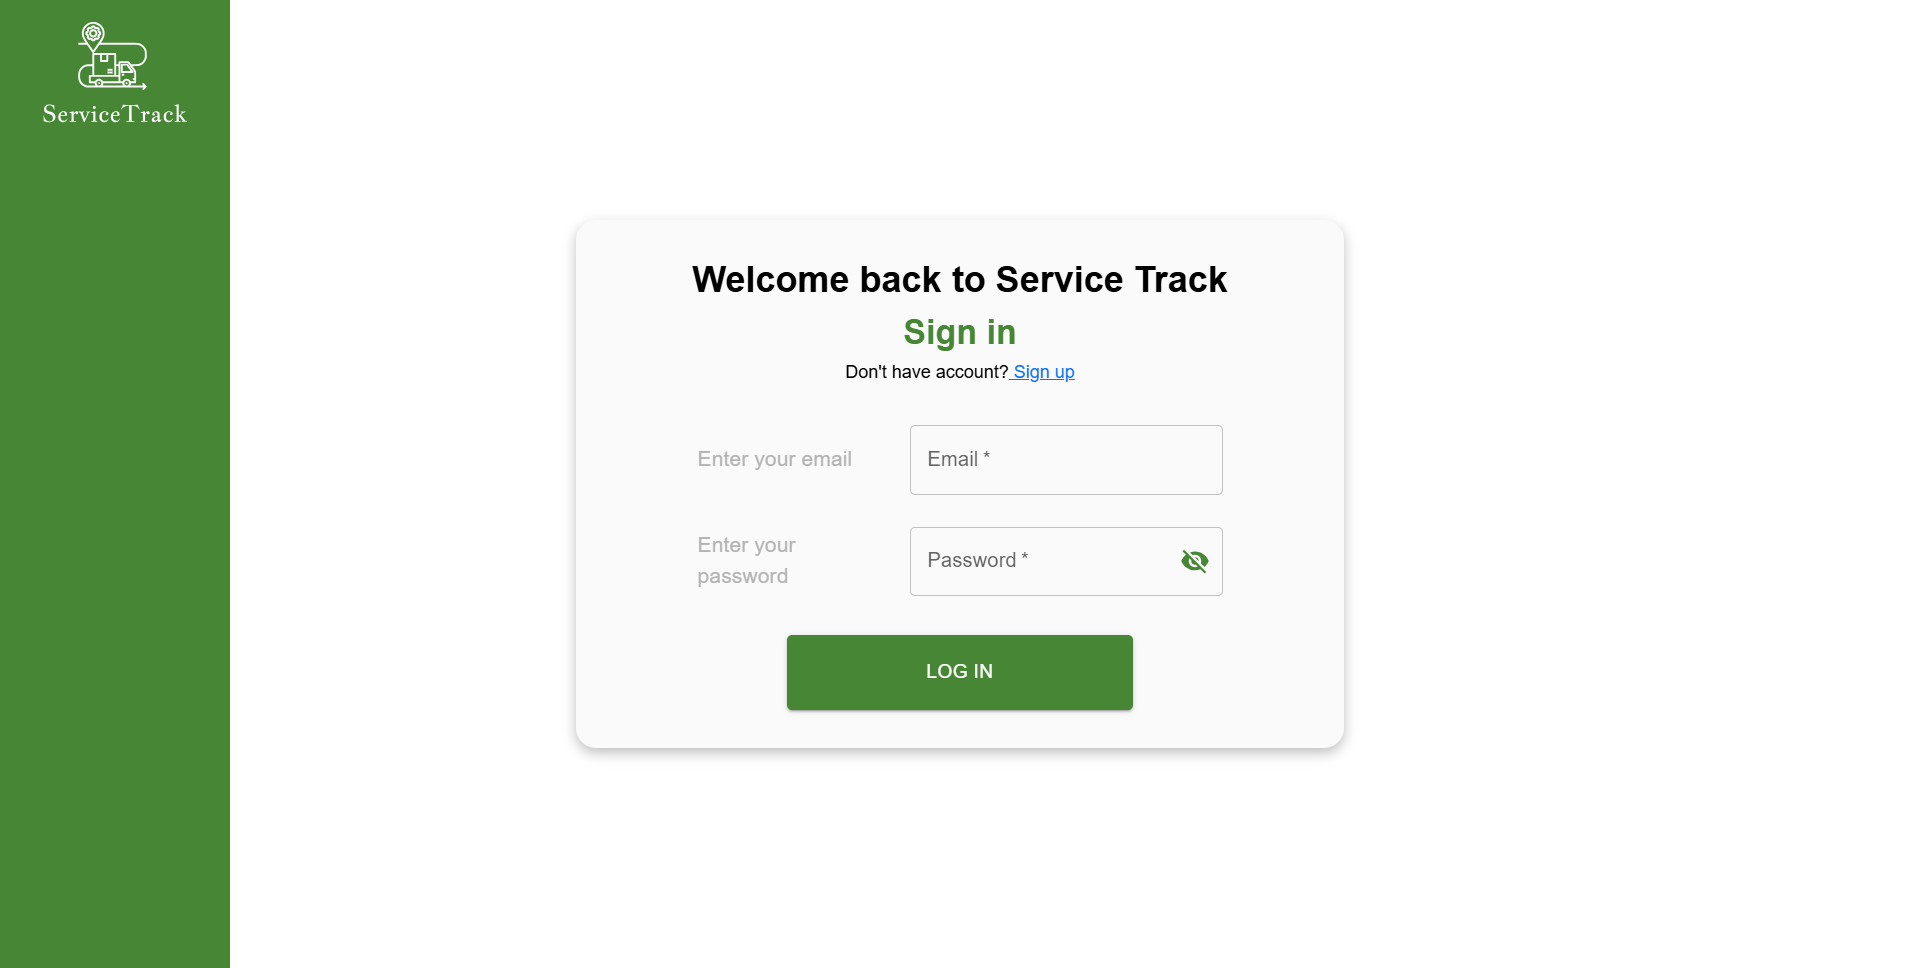 ServiceTrack
Welcome back to Service Track
Sign in
Don't have account? Sign up
Enter your email
Email *
Enter your
password
Password *
LOG IN